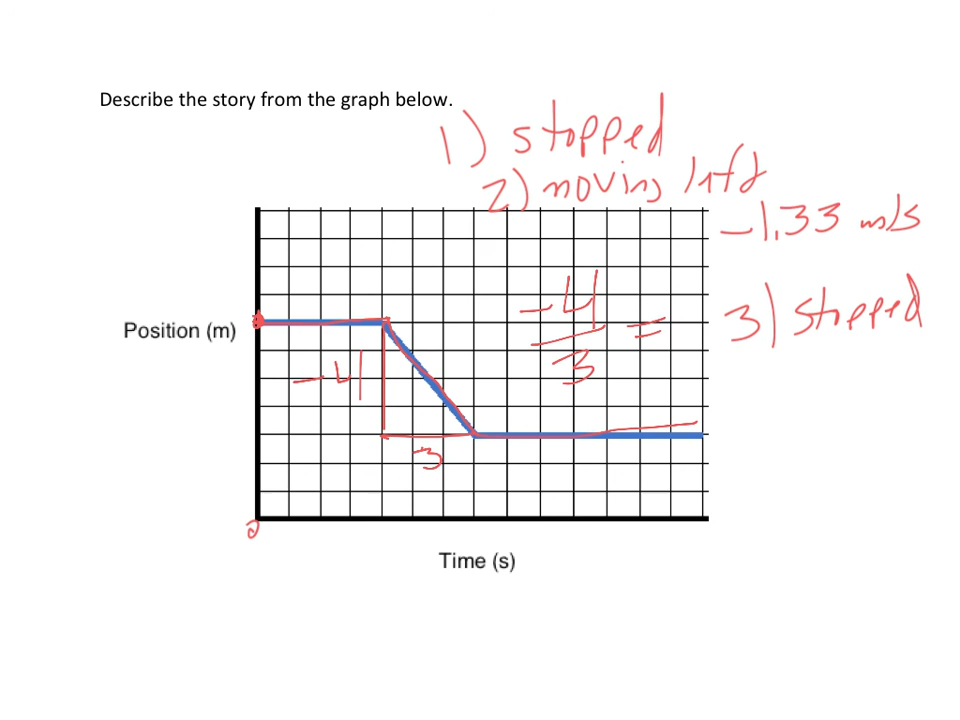 Describe the story from the graph below.
1) stopped
2) moving left
-1.33 m/s
-4
3
=
3) stopped
Position (m)
-4
3
0
Time (s)